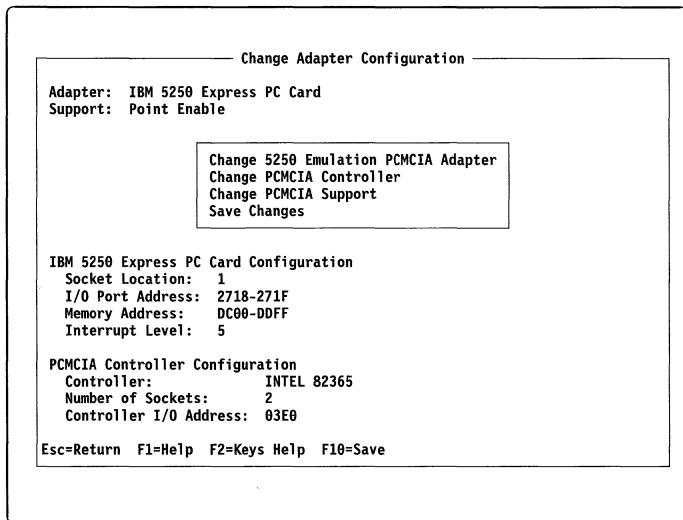 Change Adapter Configuration
Adapter: IBM 5250 Express PC Card
Support: Point Enable
Change 5250 Emulation PCMCIA Adapter
Change PCMCIA Controller
Change PCMCIA Support
Save Changes
IBM 5250 Express PC Card Configuration
Socket Location: 1
I/O Port Address: 2718-271F
Memory Address: DC00-DDFF
Interrupt Level: 5
PCMCIA Controller Configuration
Controller: INTEL 82365
Number of Sockets: 2
Controller I/O Address: 03E0
Esc=Return F1=Help F2=Keys Help F10=Save